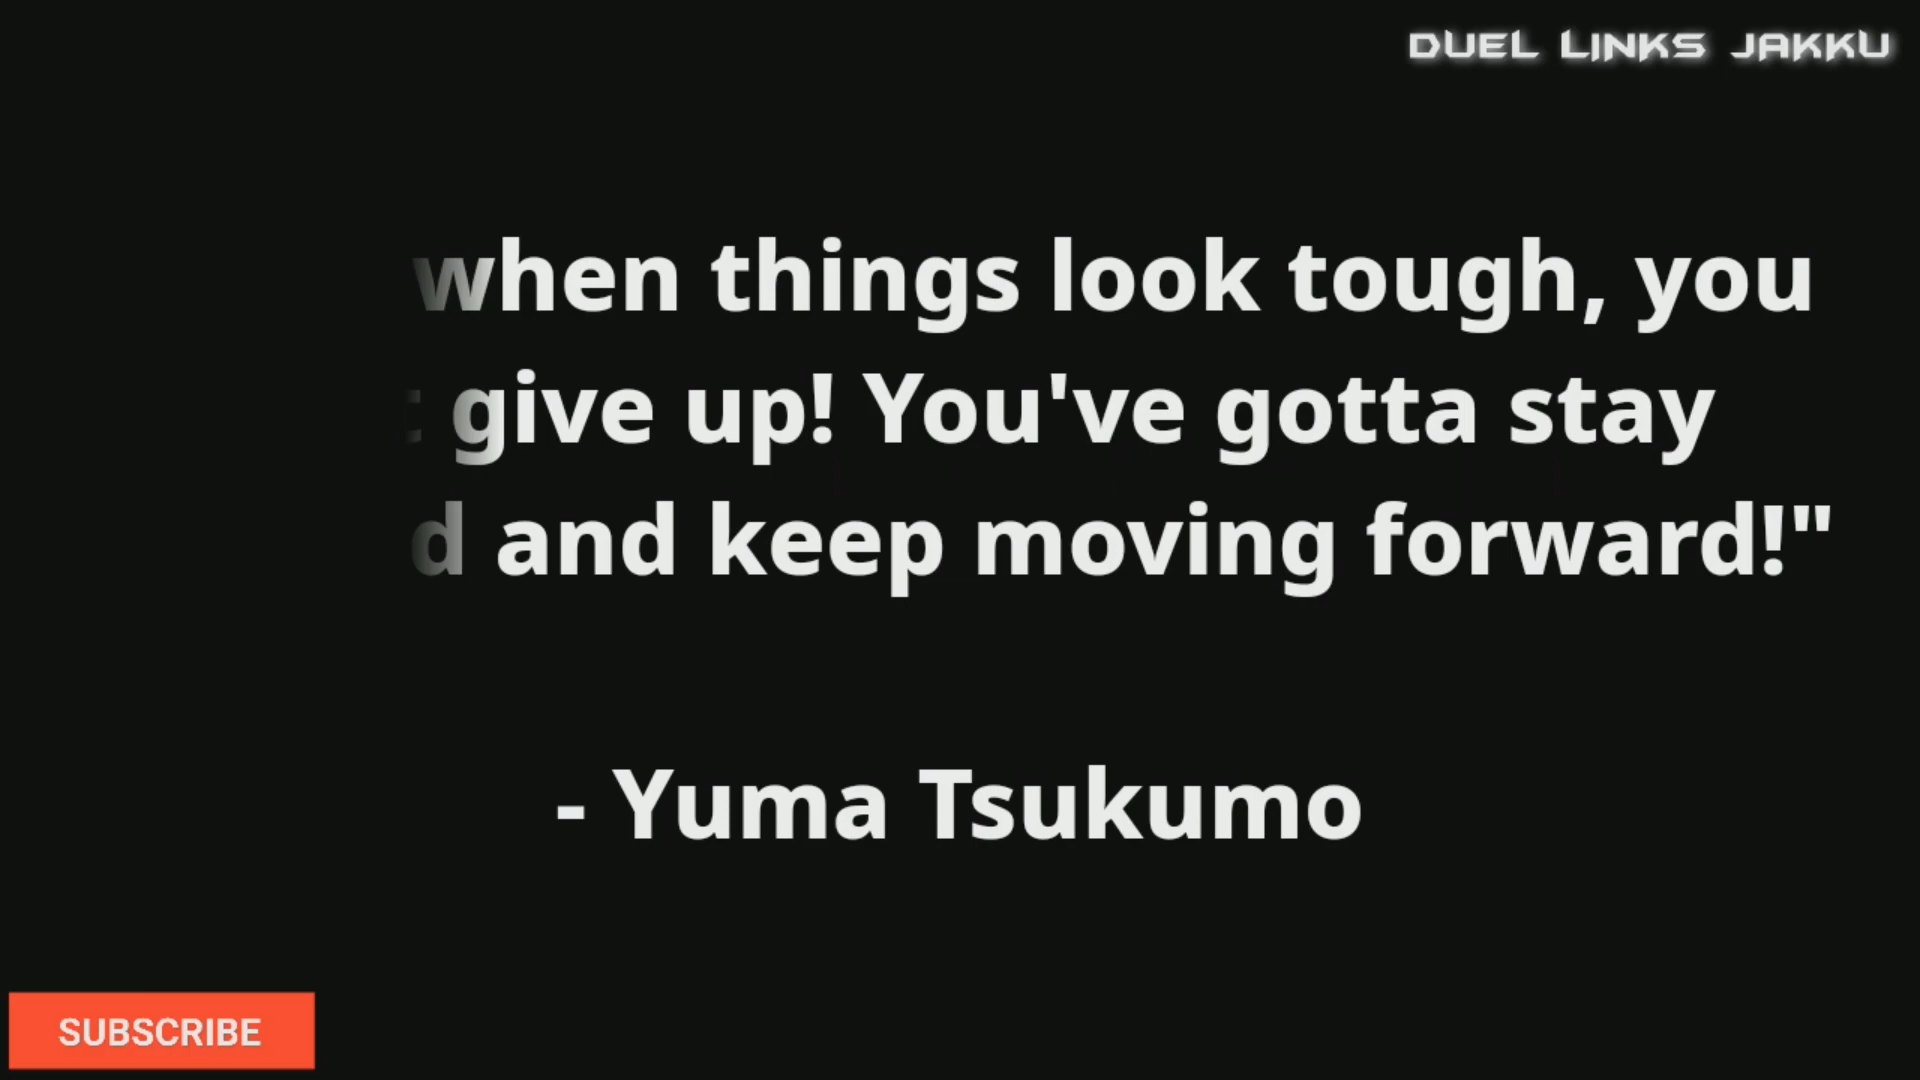 DUEL LINKS JAKKU
when things look tough, you
give up! You've gotta stay
and keep moving forward!"
- Yuma Tsukumo
SUBSCRIBE